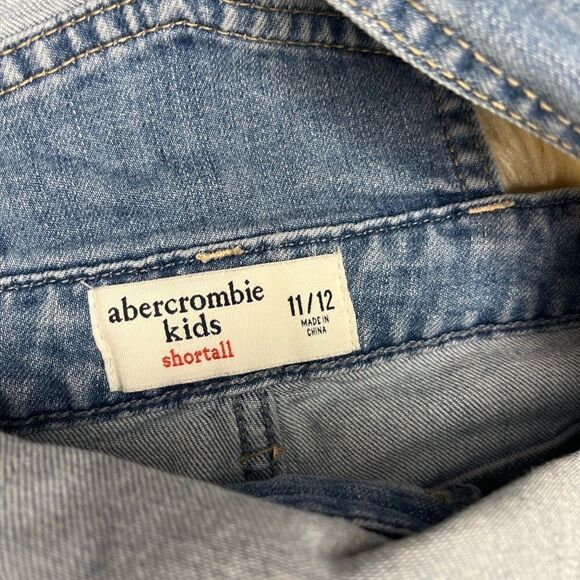 abercrombie
kids
shortall
11/12
MADE IN
CHINA